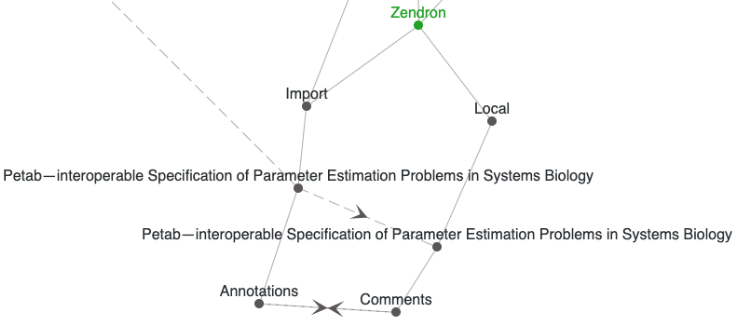 Zendron
Import
Local
Petab—interoperable Specification of Parameter Estimation Problems in Systems Biology
Petab—interoperable Specification of Parameter Estimation Problems in Systems Biology
Annotations
Comments